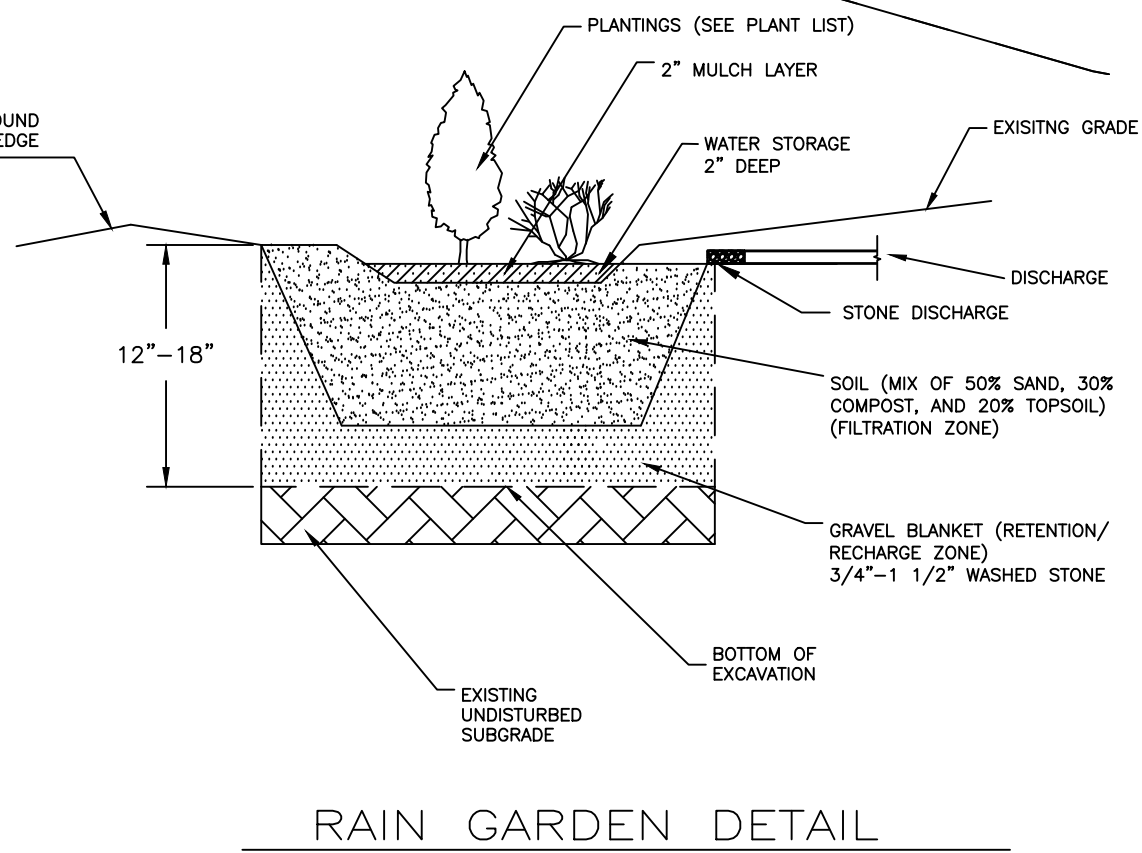 PLANTINGS (SEE PLANT LIST)
2" MULCH LAYER
OUND
EDGE
EXISITNG GRADE
WATER STORAGE
2" DEEP
DISCHARGE
STONE DISCHARGE
12"-18"
SOIL (MIX OF 50% SAND, 30%
COMPOST, AND 20% TOPSOIL)
(FILTRATION ZONE)
GRAVEL BLANKET (RETENTION/
RECHARGE ZONE)
3/4"-1 1/2" WASHED STONE
BOTTOM OF
EXCAVATION
EXISTING
UNDISTURBED
SUBGRADE
RAIN GARDEN DETAIL